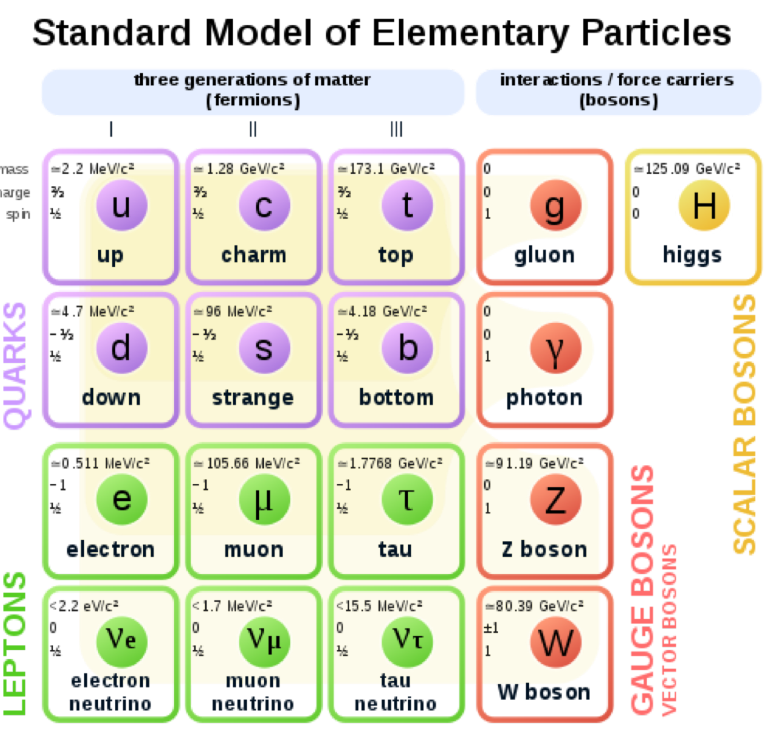 Standard Model of Elementary Particles
three generations of matter
(fermions)
interactions / force carriers
(bosons)
I II III
mass ≃2.2 MeV/c² ≃1.28 GeV/c² ≃173.1 GeV/c² 0 ≃125.09 GeV/c²
harge ⅔ ⅔ ⅔ 0 0
spin ½ ½ ½ 1 0
u c t g H
up charm top gluon higgs
QUARKS
≃4.7 MeV/c² ≃96 MeV/c² ≃4.18 GeV/c² 0
−⅓ −⅓ −⅓ 0
½ ½ ½ 1
d s b γ
down strange bottom photon
SCALAR BOSONS
≃0.511 MeV/c² ≃105.66 MeV/c² ≃1.7768 GeV/c² ≃91.19 GeV/c²
−1 −1 −1 0
½ ½ ½ 1
e μ τ Z
electron muon tau Z boson
LEPTONS
<2.2 eV/c² <1.7 MeV/c² <15.5 MeV/c² ≃80.39 GeV/c²
0 0 0 ±1
½ ½ ½ 1
νe νμ ντ W
electron muon tau W boson
neutrino neutrino neutrino
GAUGE BOSONS
VECTOR BOSONS